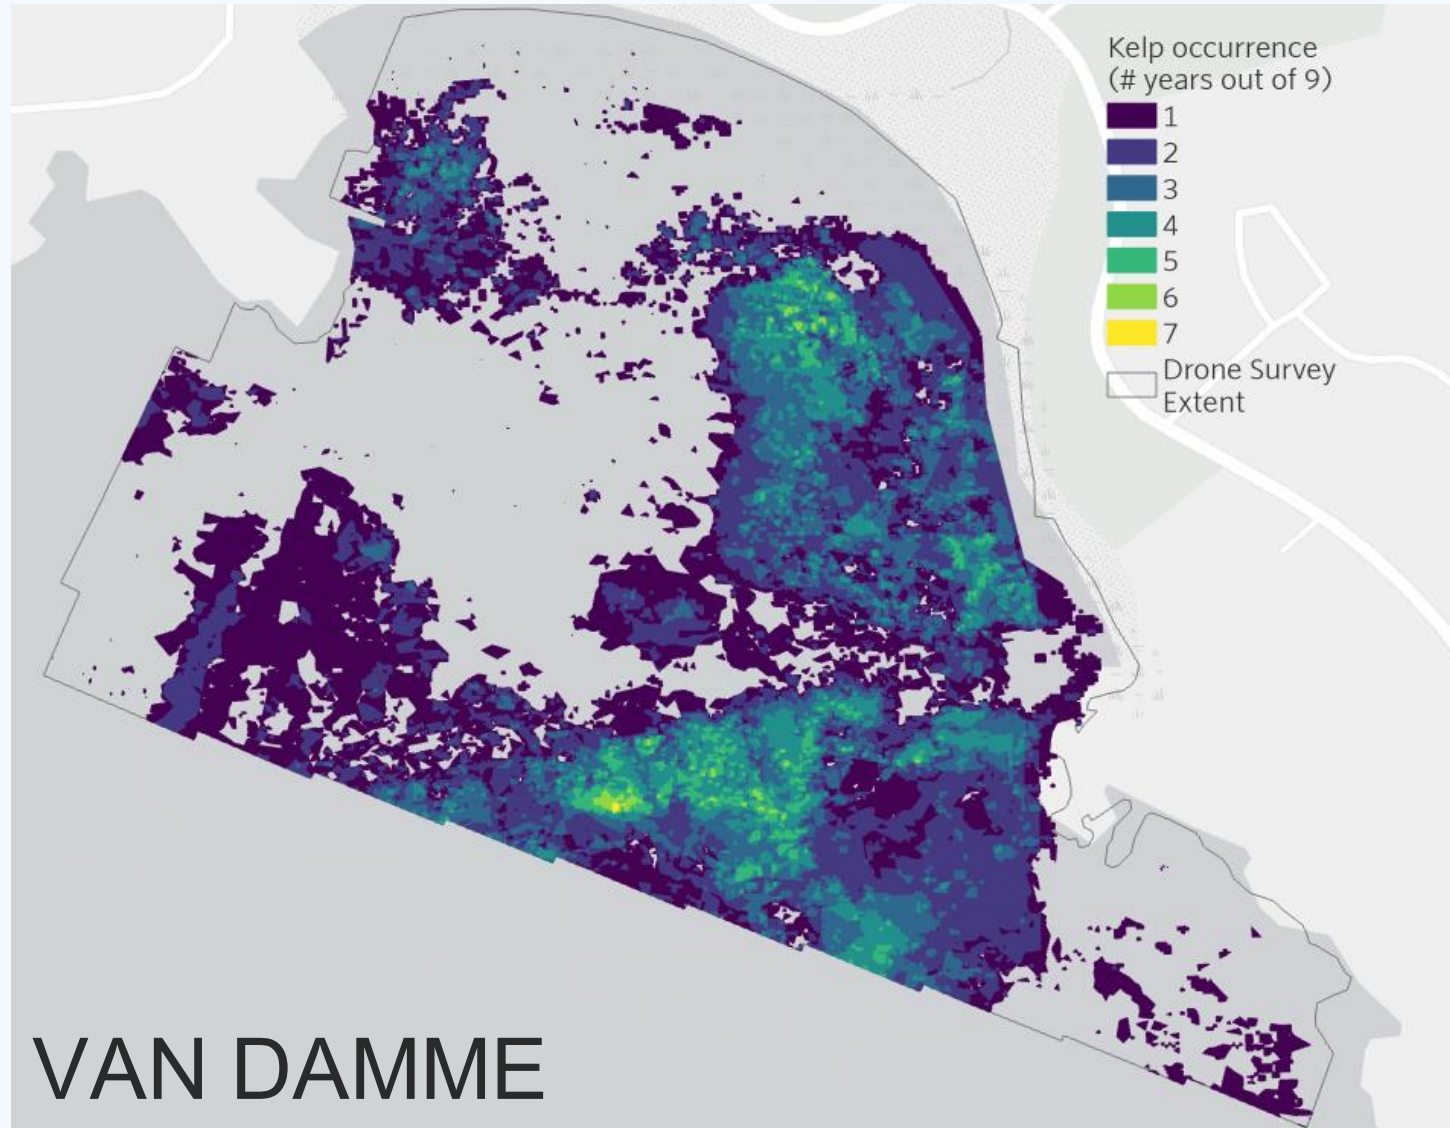 Kelp occurrence
(# years out of 9)
1
2
3
4
5
6
7
Drone Survey
Extent
VAN DAMME